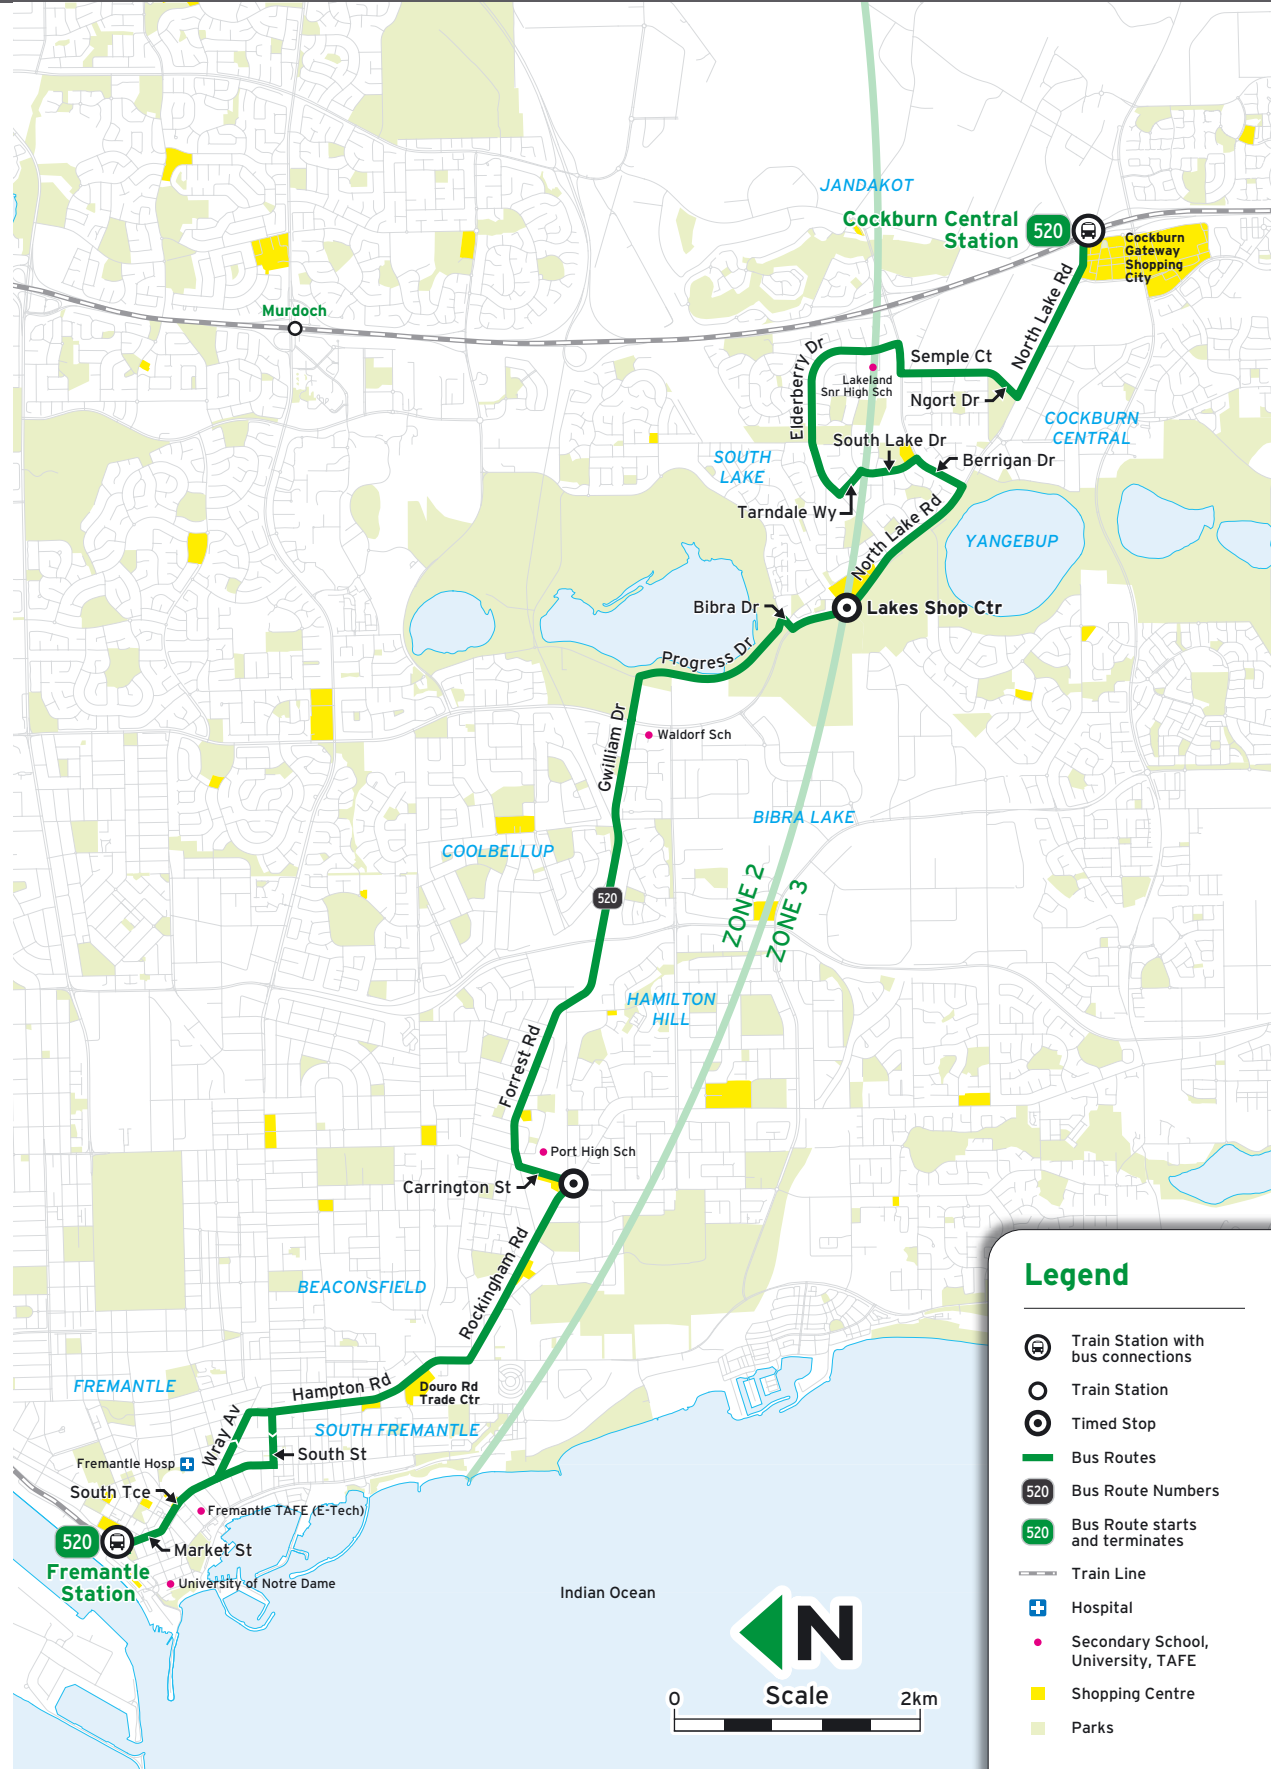 JANDAKOT
Cockburn Central
Station
520
Cockburn
Gateway
Shopping
City
Murdoch
North Lake Rd
Elderberry Dr
Semple Ct
Lakeland
Snr High Sch
Ngort Dr
COCKBURN
CENTRAL
South Lake Dr
SOUTH
LAKE
Berrigan Dr
Tarndale Wy
North Lake Rd
YANGEBUP
Bibra Dr
Lakes Shop Ctr
Progress Dr
Gwilliam Dr
Waldorf Sch
BIBRA LAKE
COOLBELLUP
520
ZONE 2
ZONE 3
HAMILTON
HILL
Forrest Rd
Port High Sch
Carrington St
Rockingham Rd
BEACONSFIELD
FREMANTLE
Hampton Rd
Douro Rd
Trade Ctr
Wray Av
SOUTH FREMANTLE
South St
Fremantle Hosp
South Tce
Fremantle TAFE (E-Tech)
520
Market St
Fremantle
Station
University of Notre Dame
Indian Ocean
N
0
Scale
2km
Legend
Train Station with
bus connections
Train Station
Timed Stop
Bus Routes
520
Bus Route Numbers
520
Bus Route starts
and terminates
Train Line
Hospital
Secondary School,
University, TAFE
Shopping Centre
Parks